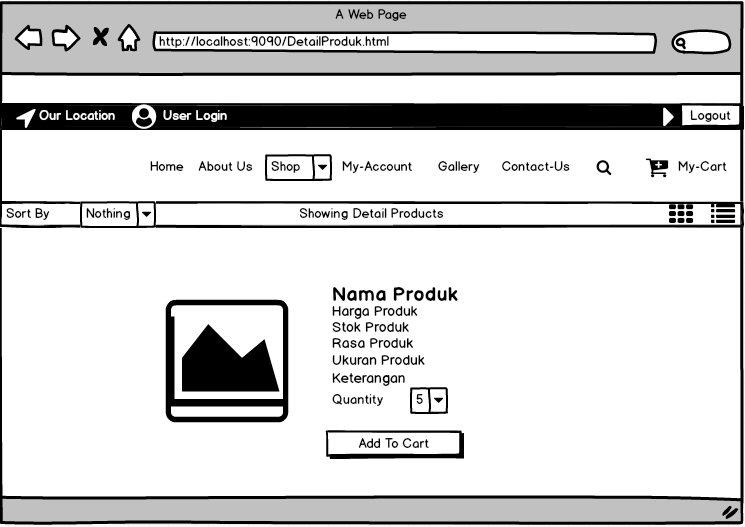 A Web Page
http://localhost:9090/DetailProduk.html
Our Location User Login Logout
Home About Us Shop My-Account Gallery Contact-Us My-Cart
Sort By Nothing Showing Detail Products
Nama Produk
Harga Produk
Stok Produk
Rasa Produk
Ukuran Produk
Keterangan
Quantity 5
Add To Cart